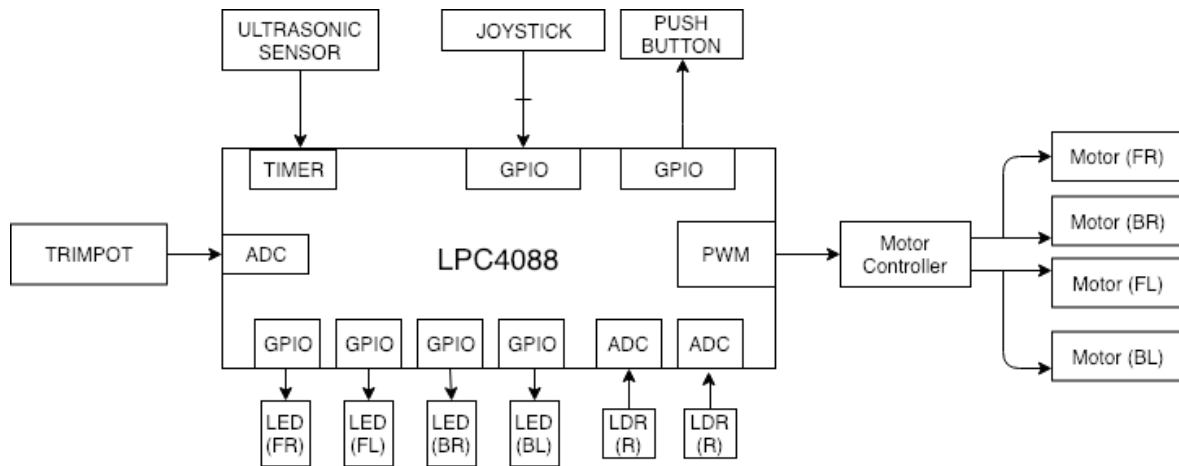 ULTRASONIC
SENSOR
JOYSTICK
PUSH
BUTTON
TIMER
GPIO
GPIO
Motor (FR)
Motor (BR)
TRIMPOT
ADC
LPC4088
PWM
Motor
Controller
Motor (FL)
Motor (BL)
GPIO
GPIO
GPIO
GPIO
ADC
ADC
LED
(FR)
LED
(FL)
LED
(BR)
LED
(BL)
LDR
(R)
LDR
(R)